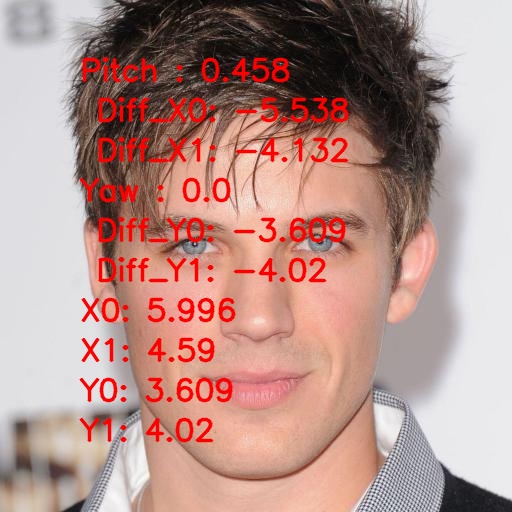 Pitch : 0.458
Diff_X0: -5.538
Diff_X1: -4.132
Yaw : 0.0
Diff_Y0: -3.609
Diff_Y1: -4.02
X0: 5.996
X1: 4.59
Y0: 3.609
Y1: 4.02